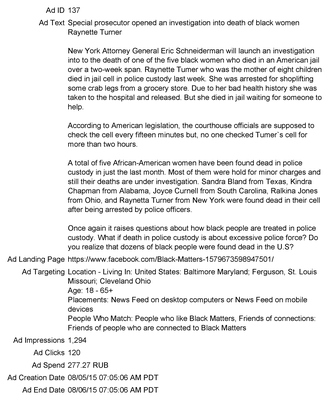 Ad ID 137
Ad Text Special prosecutor opened an investigation into death of black women
Raynette Turner
New York Attorney General Eric Schneiderman will launch an investigation
into to the death of one of the five black women who died in an American jail
over a two-week span. Raynette Turner who was the mother of eight children
died in jail cell in police custody last week. She was arrested for shoplifting
some crab legs from a grocery store. Due to her bad health history she was
taken to the hospital and released. But she died in jail waiting for someone to
help.
According to American legislation, the courthouse officials are supposed to
check the cell every fifteen minutes but, no one checked Turner`s cell for
more than two hours.
A total of five African-American women have been found dead in police
custody in just the last month. Most of them were hold for minor charges and
still their deaths are under investigation. Sandra Bland from Texas, Kindra
Chapman from Alabama, Joyce Curnell from South Carolina, Ralkina Jones
from Ohio, and Raynetta Turner from New York were found dead in their cell
after being arrested by police officers.
Once again it raises questions about how black people are treated in police
custody. What if death in police custody is about excessive police force? Do
you realize that dozens of black people were found dead in the U.S?
Ad Landing Page https://www.facebook.com/Black-Matters-1579673598947501/
Ad Targeting Location - Living In: United States: Baltimore Maryland; Ferguson, St. Louis
Missouri; Cleveland Ohio
Age: 18 - 65+
Placements: News Feed on desktop computers or News Feed on mobile
devices
People Who Match: People who like Black Matters, Friends of connections:
Friends of people who are connected to Black Matters
Ad Impressions 1,294
Ad Clicks 120
Ad Spend 277.27 RUB
Ad Creation Date 08/05/15 07:05:06 AM PDT
Ad End Date 08/06/15 07:05:06 AM PDT